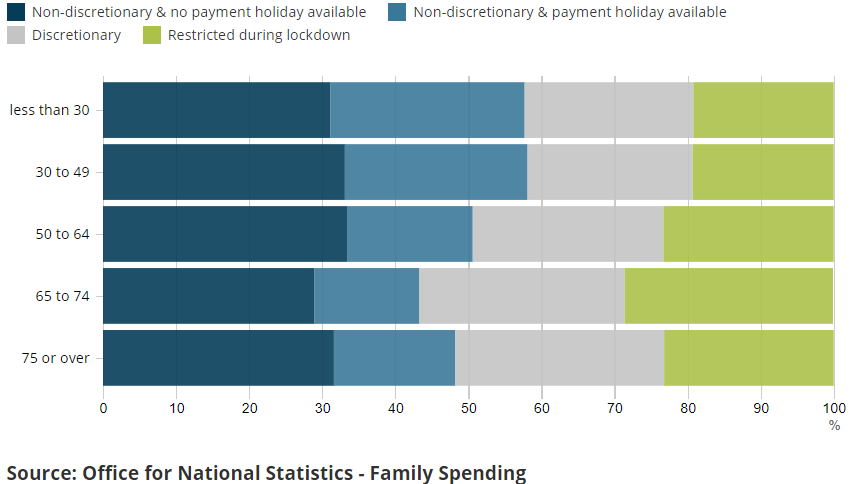 Non-discretionary & no payment holiday available Non-discretionary & payment holiday available
Discretionary Restricted during lockdown
less than 30
30 to 49
50 to 64
65 to 74
75 or over
0 10 20 30 40 50 60 70 80 90 100
%
Source: Office for National Statistics - Family Spending